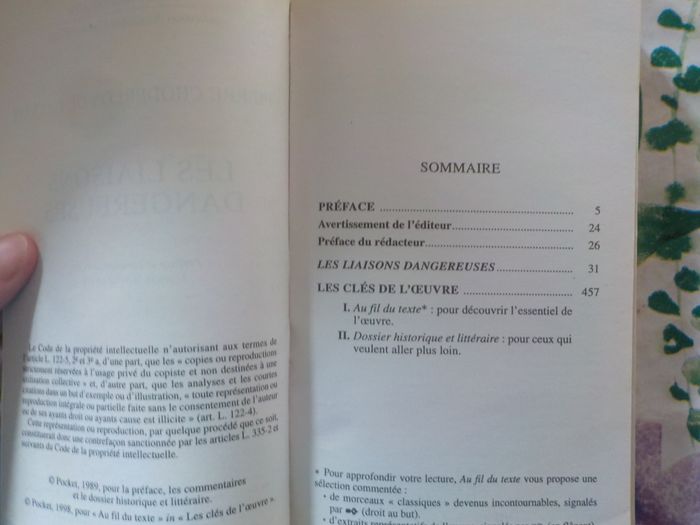 Le Code de la propriété intellectuelle n'autorisant aux termes de
l'article L. 122-5, 2º et 3º a, d'une part, que les « copies ou reproductions
strictement réservées à l'usage privé du copiste et non destinées à une
utilisation collective » et, d'autre part, que les analyses et les courtes
citations dans un but d'exemple ou d'illustration, « toute représentation ou
reproduction intégrale ou partielle faite sans le consentement de l'auteur
ou de ses ayants droit ou ayants cause est illicite » (art. L. 122-4).
Cette représentation ou reproduction, par quelque procédé que ce soit,
constituerait donc une contrefaçon sanctionnée par les articles L. 335-2 et
suivants du Code de la propriété intellectuelle.
© Pocket, 1989, pour la préface, les commentaires
et le dossier historique et littéraire.
© Pocket, 1998, pour « Au fil du texte » in « Les clés de l'œuvre ».
SOMMAIRE
PRÉFACE ........ 5
Avertissement de l'éditeur........ 24
Préface du rédacteur........ 26
LES LIAISONS DANGEREUSES........ 31
LES CLÉS DE L'ŒUVRE ........ 457
I. Au fil du texte* : pour découvrir l'essentiel de
l'œuvre.
II. Dossier historique et littéraire : pour ceux qui
veulent aller plus loin.
* Pour approfondir votre lecture, Au fil du texte vous propose une
sélection commentée :
• de morceaux « classiques » devenus incontournables, signalés
par (droit au but).
• d'extraits